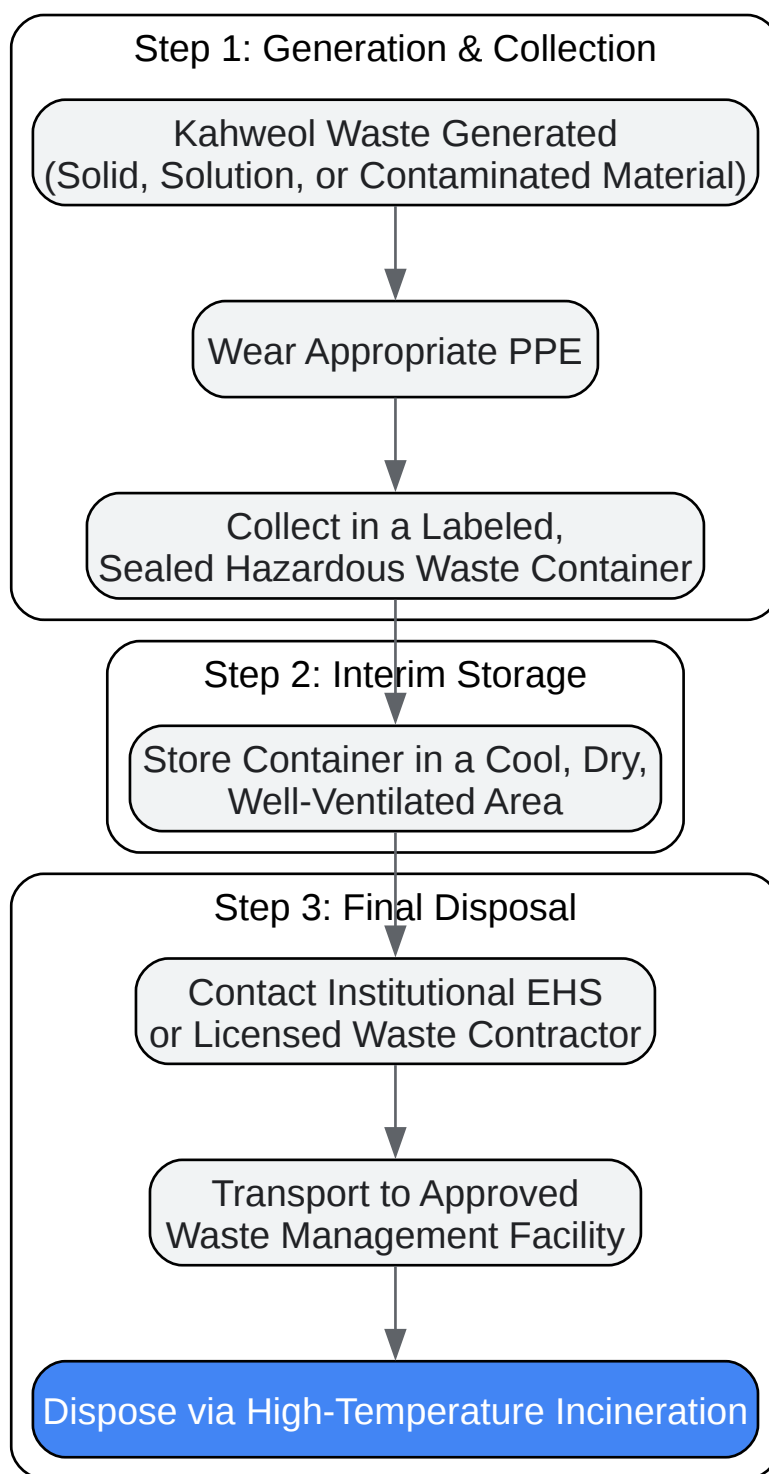 Step 1: Generation & Collection
Kahweol Waste Generated
(Solid, Solution, or Contaminated Material)
Wear Appropriate PPE
Collect in a Labeled,
Sealed Hazardous Waste Container
Step 2: Interim Storage
Store Container in a Cool, Dry,
Well-Ventilated Area
Step 3: Final Disposal
Contact Institutional EHS
or Licensed Waste Contractor
Transport to Approved
Waste Management Facility
Dispose via High-Temperature Incineration